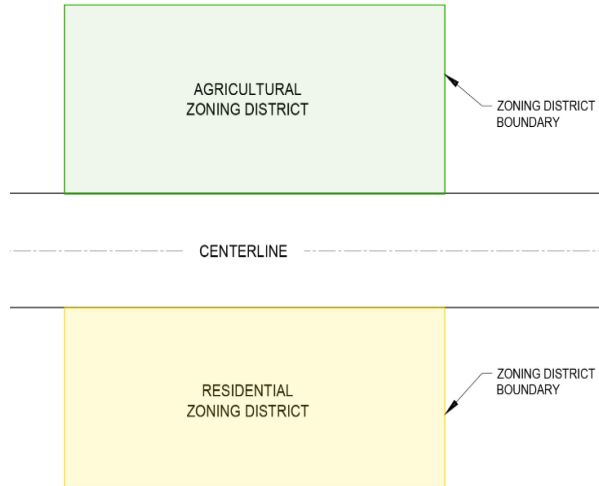 AGRICULTURAL
ZONING DISTRICT
ZONING DISTRICT
BOUNDARY
CENTERLINE
RESIDENTIAL
ZONING DISTRICT
ZONING DISTRICT
BOUNDARY